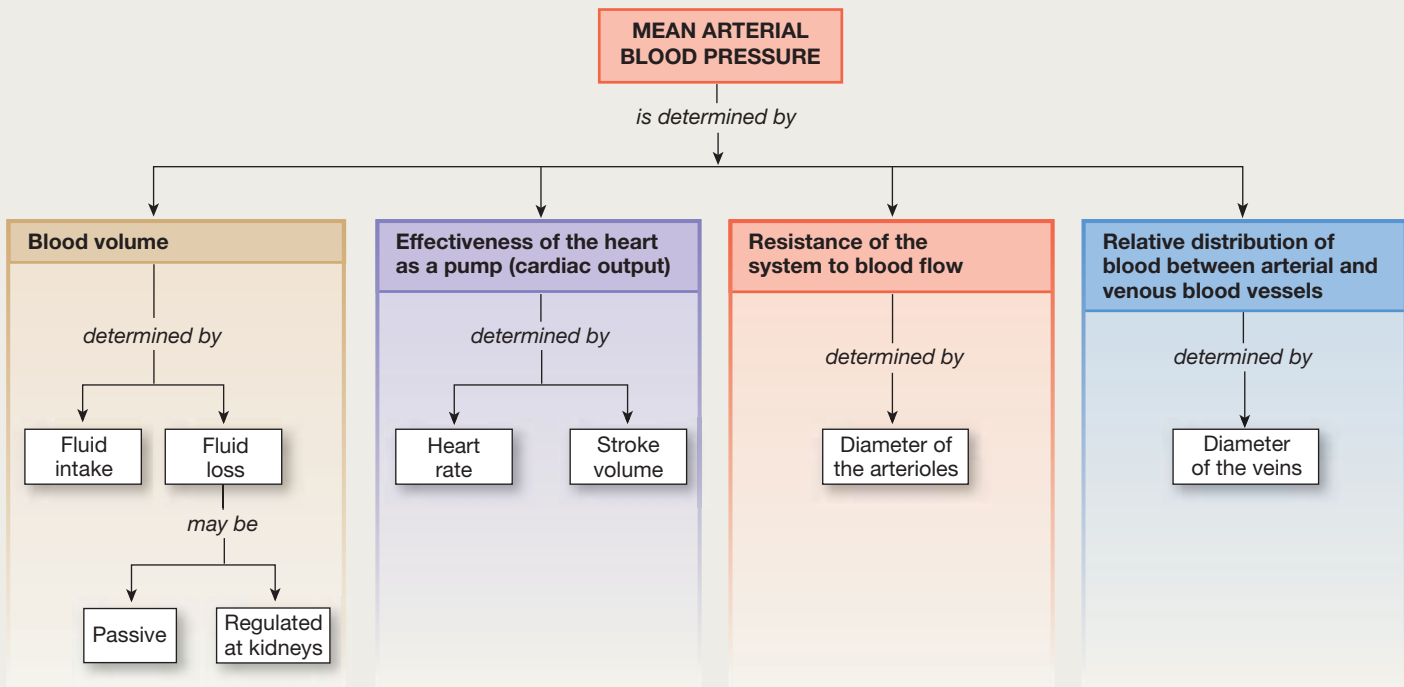 MEAN ARTERIAL
BLOOD PRESSURE
is determined by
Blood volume
determined by
Fluid
intake
Fluid
loss
may be
Passive
Regulated
at kidneys
Effectiveness of the heart
as a pump (cardiac output)
determined by
Heart
rate
Stroke
volume
Resistance of the
system to blood flow
determined by
Diameter of
the arterioles
Relative distribution of
blood between arterial and
venous blood vessels
determined by
Diameter
of the veins